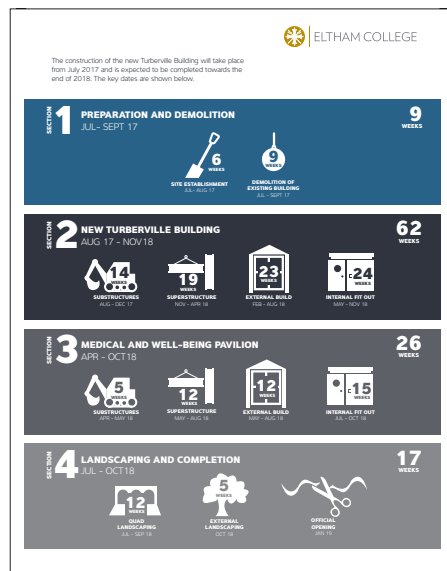 ELTHAM COLLEGE
The construction of the new Turberville Building will take place
from July 2017 and is expected to be completed towards the
end of 2018. The key dates are shown below.
SECTION 1
PREPARATION AND DEMOLITION
JUL- SEPT 17
9
WEEKS
6
WEEKS
SITE ESTABLISHMENT
JUL- AUG 17
9
WEEKS
DEMOLITION OF
EXISTING BUILDING
JUL - SEPT 17
SECTION 2
NEW TURBERVILLE BUILDING
AUG 17 - NOV18
62
WEEKS
14
WEEKS
SUBSTRUCTURES
AUG - DEC 17
19
WEEKS
SUPERSTRUCTURE
NOV - APR 18
23
WEEKS
EXTERNAL BUILD
FEB - AUG 18
24
WEEKS
INTERNAL FIT OUT
MAY - NOV 18
SECTION 3
MEDICAL AND WELL-BEING PAVILION
APR - OCT18
26
WEEKS
5
WEEKS
SUBSTRUCTURES
APR - MAY 18
12
WEEKS
SUPERSTRUCTURE
MAY - AUG 18
12
WEEKS
EXTERNAL BUILD
MAY - AUG 18
15
WEEKS
INTERNAL FIT OUT
JUL - OCT 18
SECTION 4
LANDSCAPING AND COMPLETION
JUL - OCT18
17
WEEKS
12
WEEKS
QUAD
LANDSCAPING
JUL - SEP 18
5
WEEKS
EXTERNAL
LANDSCAPING
OCT 18
OFFICIAL
OPENING
JAN 19